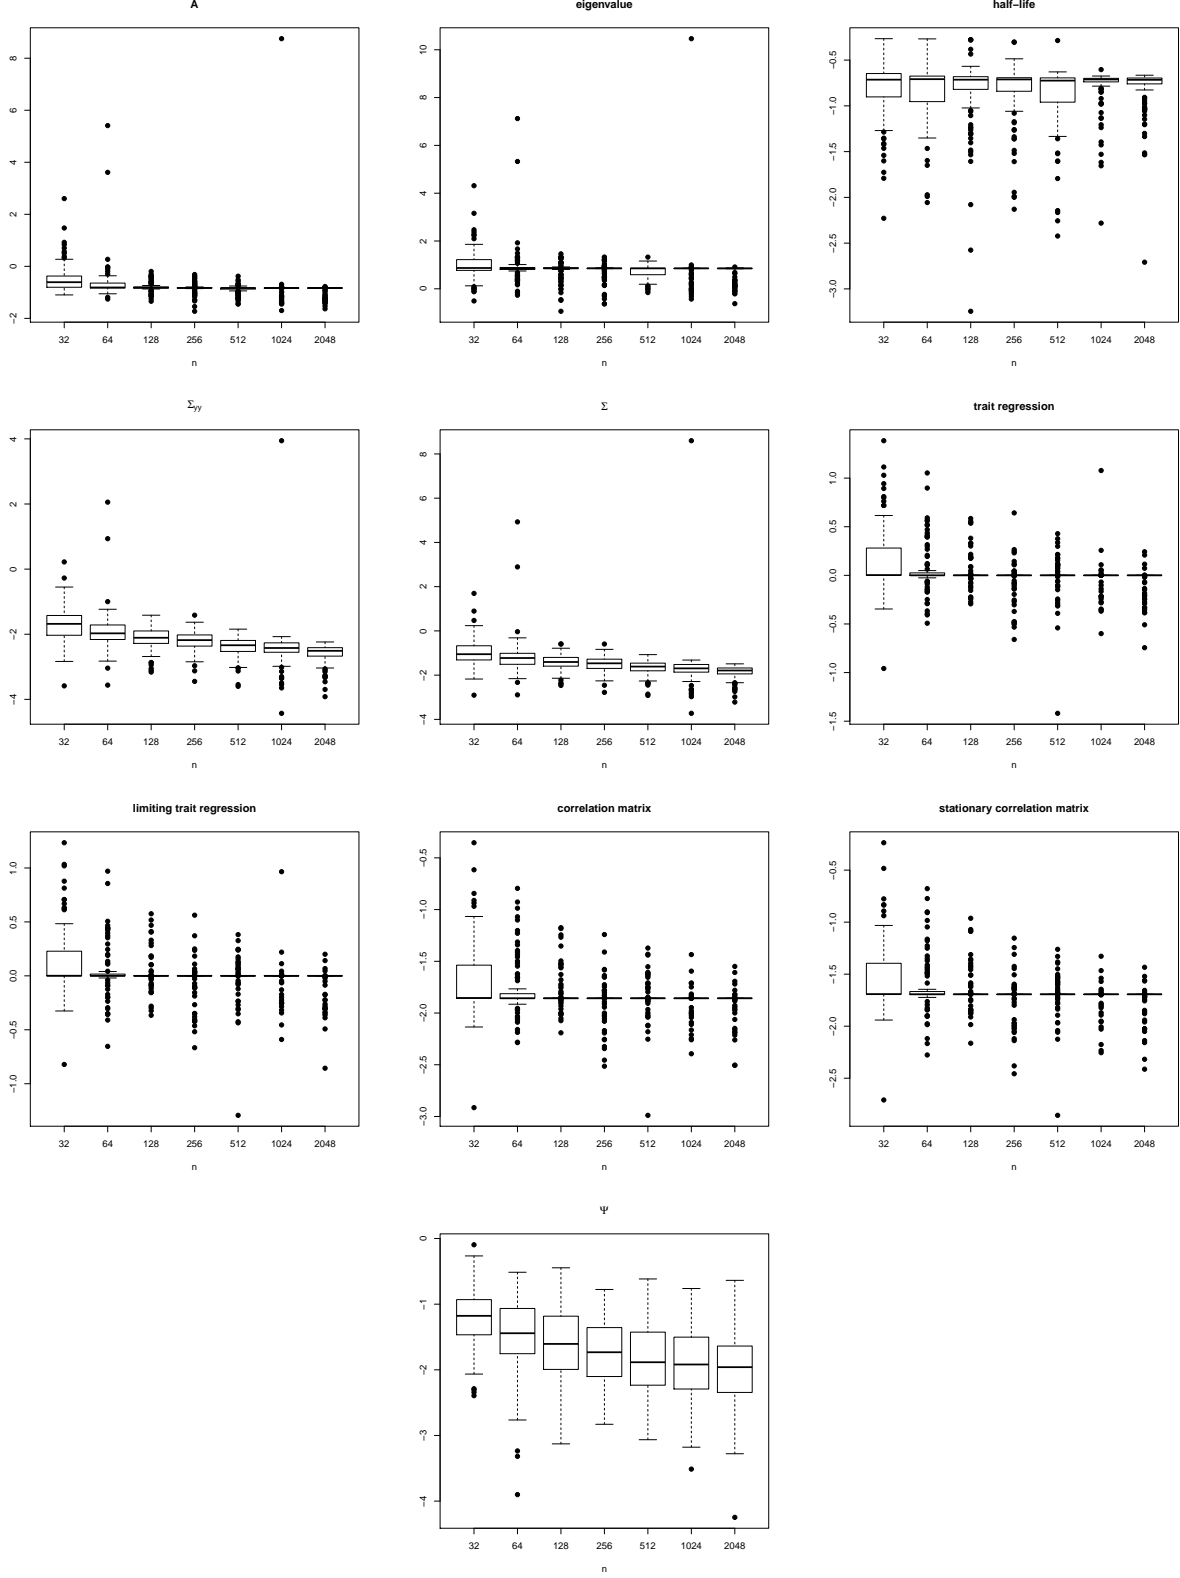 A
8
6
4
2
0
−2
32 64 128 256 512 1024 2048
n
eigenvalue
10
8
6
4
2
0
32 64 128 256 512 1024 2048
n
half−life
−0.5
−1.0
−1.5
−2.0
−2.5
−3.0
32 64 128 256 512 1024 2048
n
Σyy
4
2
0
−2
−4
32 64 128 256 512 1024 2048
n
Σ
8
6
4
2
0
−2
−4
32 64 128 256 512 1024 2048
n
trait regression
1.0
0.5
0.0
−0.5
−1.0
−1.5
32 64 128 256 512 1024 2048
n
limiting trait regression
1.0
0.5
0.0
−0.5
−1.0
32 64 128 256 512 1024 2048
n
correlation matrix
−0.5
−1.0
−1.5
−2.0
−2.5
−3.0
32 64 128 256 512 1024 2048
n
stationary correlation matrix
−0.5
−1.0
−1.5
−2.0
−2.5
32 64 128 256 512 1024 2048
n
Ψ
0
−1
−2
−3
−4
32 64 128 256 512 1024 2048
n